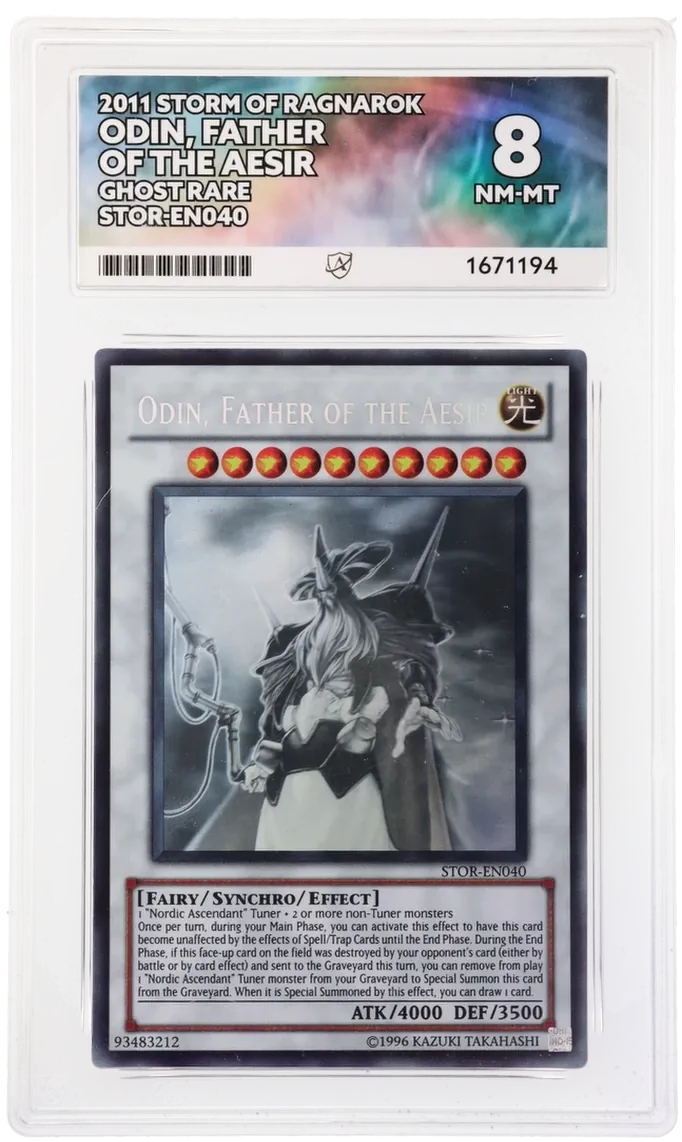 2011 STORM OF RAGNAROK
ODIN, FATHER
OF THE AESIR
GHOST RARE
STOR-EN040
8
NM-MT
1671194
ODIN, FATHER OF THE AESIR
LIGHT
光
STOR-EN040
[FAIRY/SYNCHRO/EFFECT]
1 "Nordic Ascendant" Tuner + 2 or more non-Tuner monsters
Once per turn, during your Main Phase, you can activate this effect to have this card
become unaffected by the effects of Spell/Trap Cards until the End Phase. During the End
Phase, if this face-up card on the field was destroyed by your opponent's card (either by
battle or by card effect) and sent to the Graveyard this turn, you can remove from play
1 "Nordic Ascendant" Tuner monster from your Graveyard to Special Summon this card
from the Graveyard. When it is Special Summoned by this effect, you can draw 1 card.
ATK/4000 DEF/3500
93483212
©1996 KAZUKI TAKAHASHI